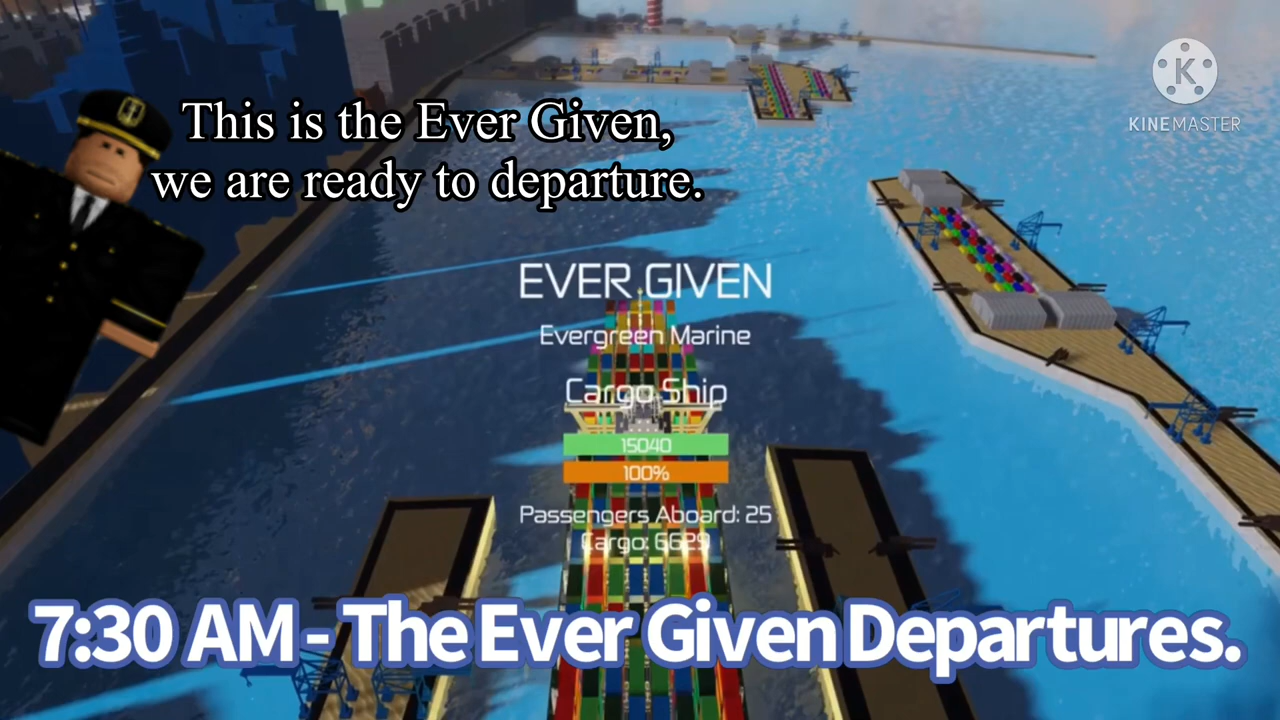 This is the Ever Given,
we are ready to departure.
K
KINEMASTER
EVER GIVEN
Evergreen Marine
Cargo Ship
15040
100%
Passengers Aboard: 25
Cargo: 6629
7:30 AM - The Ever Given Departures.